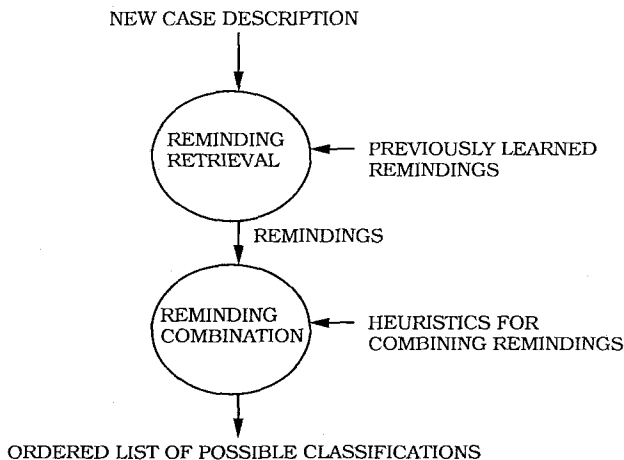 NEW CASE DESCRIPTION
REMINDING
RETRIEVAL
PREVIOUSLY LEARNED
REMINDINGS
REMINDINGS
REMINDING
COMBINATION
HEURISTICS FOR
COMBINING REMINDINGS
ORDERED LIST OF POSSIBLE CLASSIFICATIONS